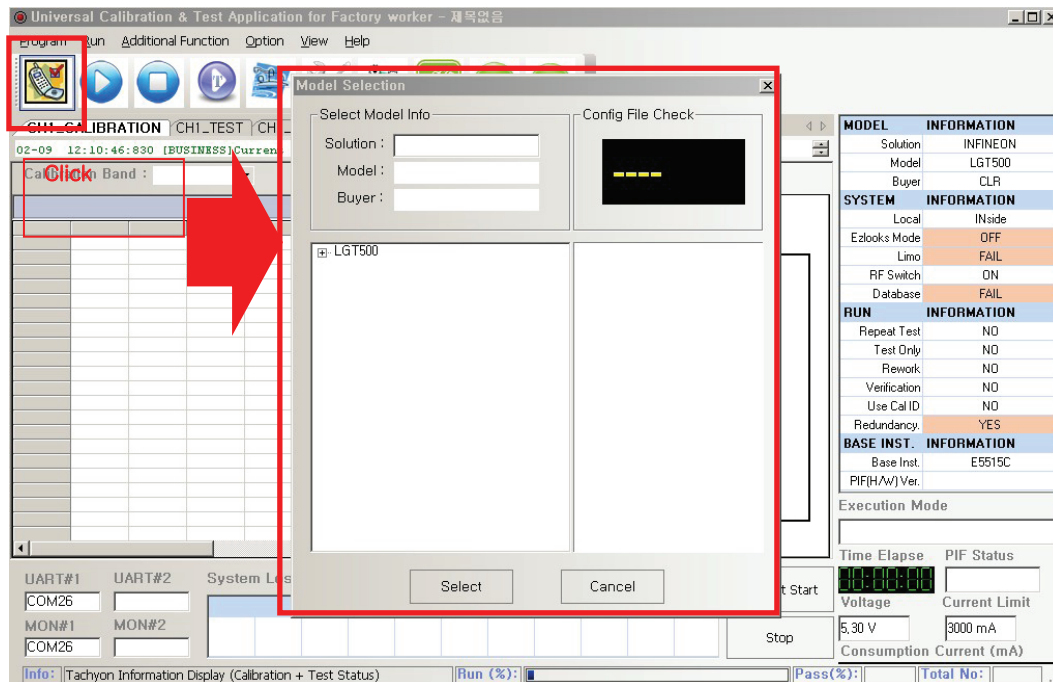 Universal Calibration & Test Application for Factory worker - 제목없음
Program Run Additional Function Option View Help
CH1_CALIBRATION CH1_TEST CH
02-09 12:10:46:830 [BUSINESS]Curren
Calibration Band :
Click
Model Selection
Select Model Info
Solution :
Model :
Buyer :
Config File Check
----
LGT500
Select Cancel
MODEL INFORMATION
Solution INFINEON
Model LGT500
Buyer CLR
SYSTEM INFORMATION
Local INside
Ezlooks Mode OFF
Limo FAIL
RF Switch ON
Database FAIL
RUN INFORMATION
Repeat Test NO
Test Only NO
Rework NO
Verification NO
Use Cal ID NO
Redundancy. YES
BASE INST. INFORMATION
Base Inst. E5515C
PIF(H/W) Ver.
Execution Mode
Time Elapse PIF Status
00:00:00
Voltage Current Limit
5,30 V 3000 mA
Consumption Current (mA)
UART#1 UART#2 System Los
COM26
MON#1 MON#2
COM26
t Start
Stop
Info: Tachyon Information Display (Calibration + Test Status) Run (%): Pass(%): Total No: